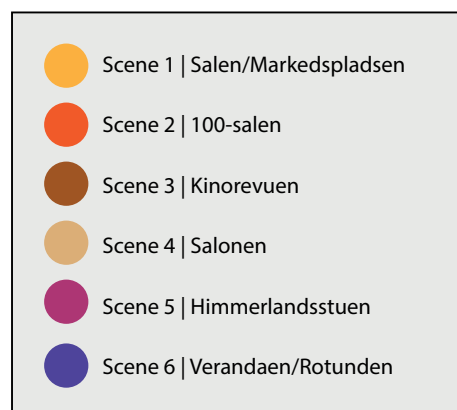 Scene 1 | Salen/Markedspladsen
Scene 2 | 100-salen
Scene 3 | Kinorevuen
Scene 4 | Salonen
Scene 5 | Himmerlandsstuen
Scene 6 | Verandaen/Rotunden